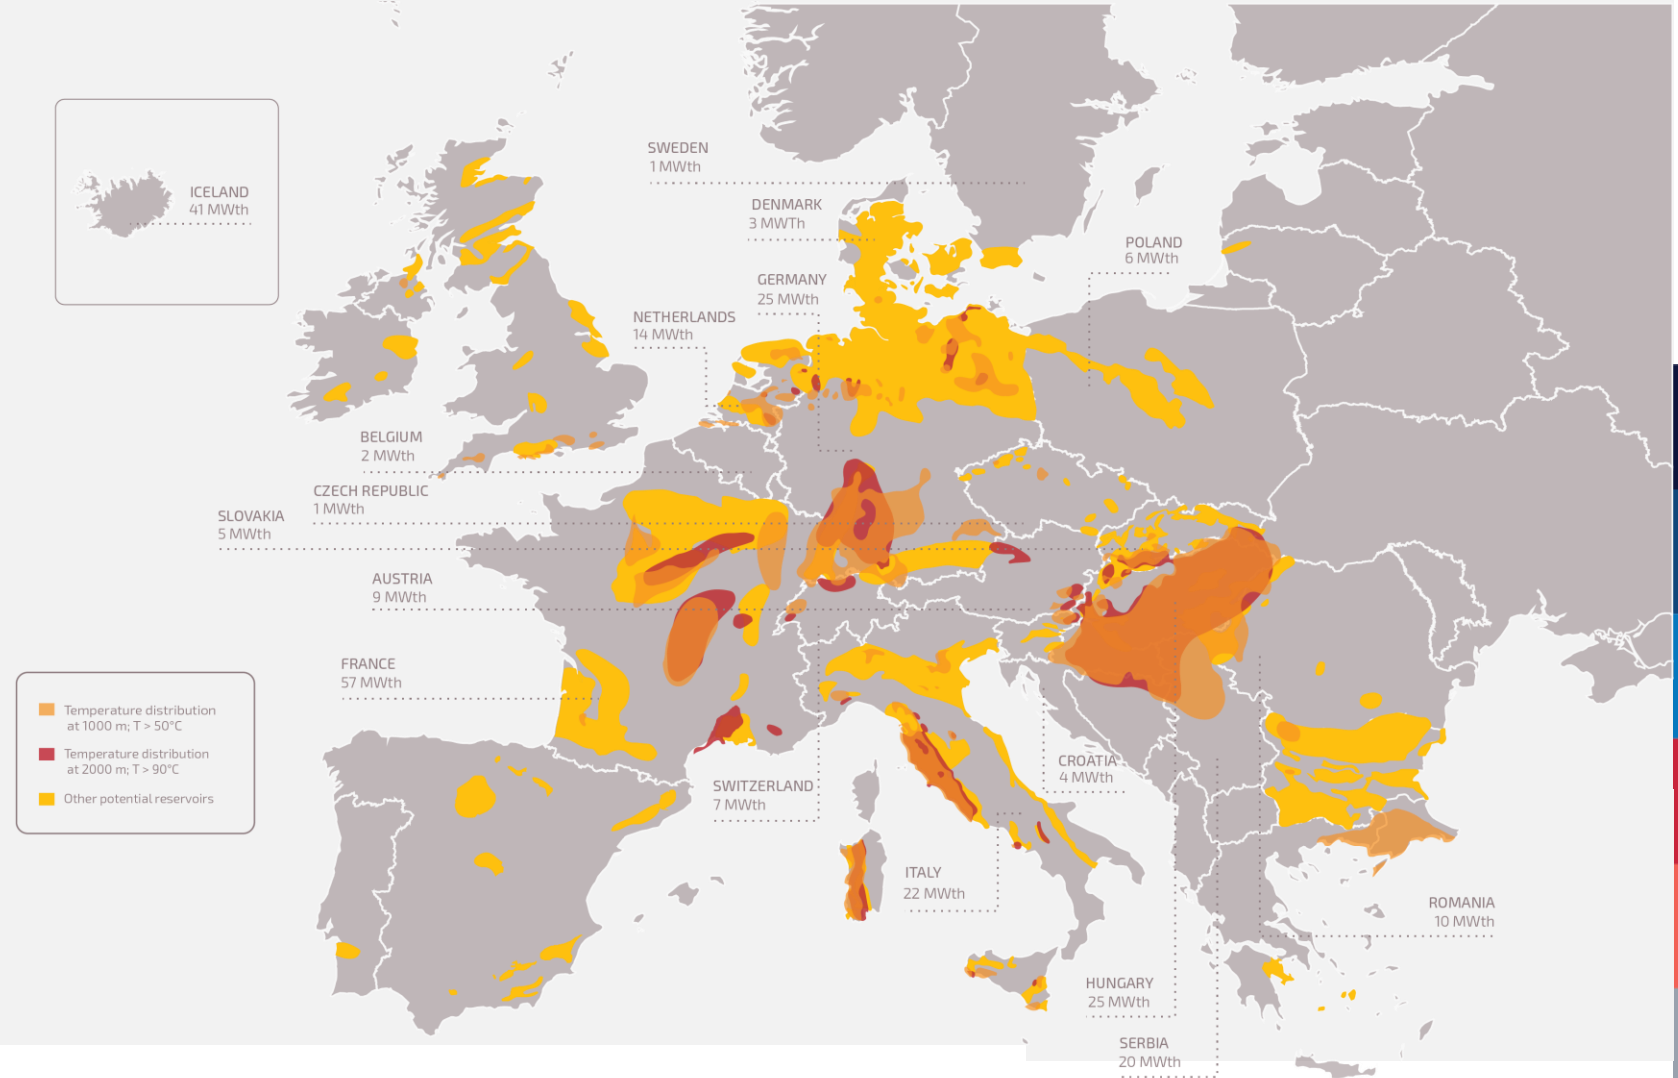 SWEDEN
1 MWth
ICELAND
41 MWth
DENMARK
3 MWTh
POLAND
6 MWth
GERMANY
25 MWth
NETHERLANDS
14 MWth
BELGIUM
2 MWth
CZECH REPUBLIC
1 MWth
SLOVAKIA
5 MWth
AUSTRIA
9 MWth
FRANCE
57 MWth
Temperature distribution
at 1000 m; T > 50°C
Temperature distribution
at 2000 m; T > 90°C
Other potential reservoirs
SWITZERLAND
7 MWth
CROATIA
4 MWth
ITALY
22 MWth
ROMANIA
10 MWth
HUNGARY
25 MWth
SERBIA
20 MWth